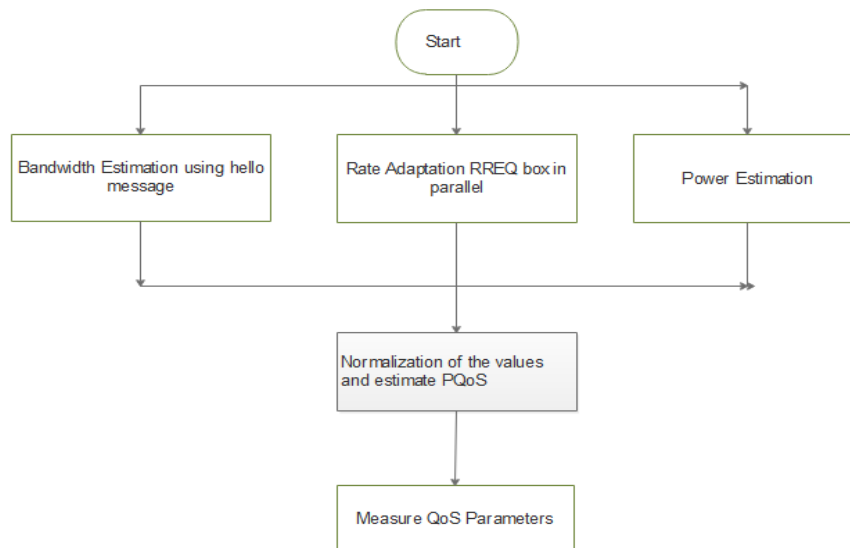 Start
Bandwidth Estimation using hello
message
Rate Adaptation RREQ box in
parallel
Power Estimation
Normalization of the values
and estimate PQoS
Measure QoS Parameters